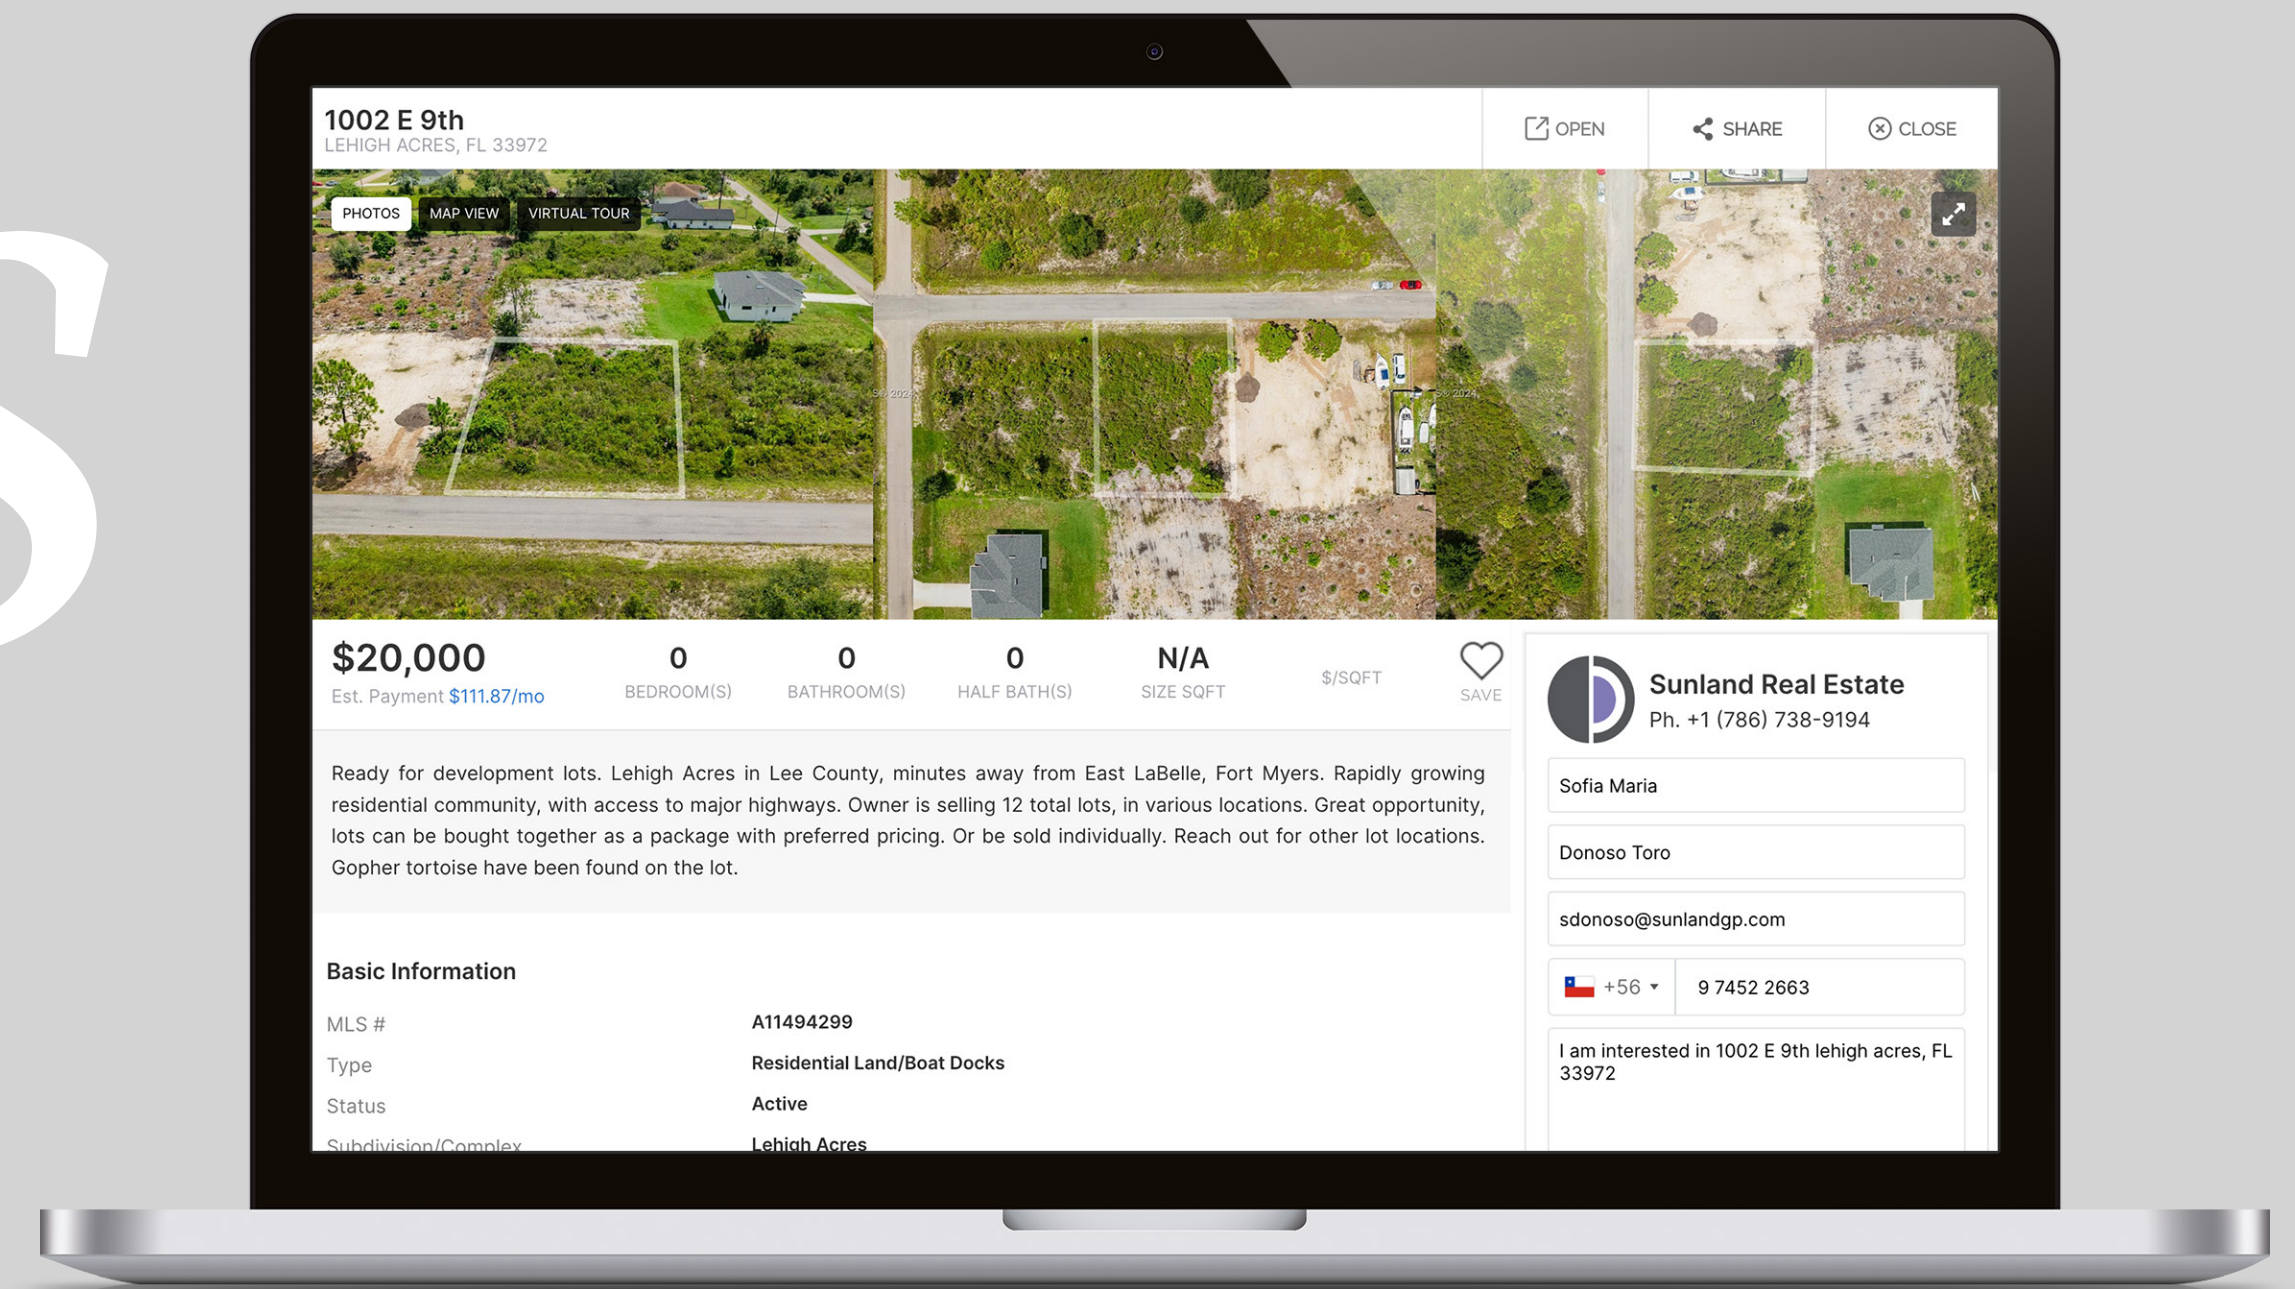 S
1002 E 9th
LEHIGH ACRES, FL 33972
OPEN
SHARE
CLOSE
PHOTOS
MAP VIEW
VIRTUAL TOUR
2024
2024
$20,000
Est. Payment $111.87/mo
0
BEDROOM(S)
0
BATHROOM(S)
0
HALF BATH(S)
N/A
SIZE SQFT
$/SQFT
SAVE
Ready for development lots. Lehigh Acres in Lee County, minutes away from East LaBelle, Fort Myers. Rapidly growing
residential community, with access to major highways. Owner is selling 12 total lots, in various locations. Great opportunity,
lots can be bought together as a package with preferred pricing. Or be sold individually. Reach out for other lot locations.
Gopher tortoise have been found on the lot.
Basic Information
MLS # A11494299
Type Residential Land/Boat Docks
Status Active
Subdivision/Complex Lehigh Acres
Sunland Real Estate
Ph. +1 (786) 738-9194
Sofia Maria
Donoso Toro
sdonoso@sunlandgp.com
+56 9 7452 2663
I am interested in 1002 E 9th lehigh acres, FL
33972